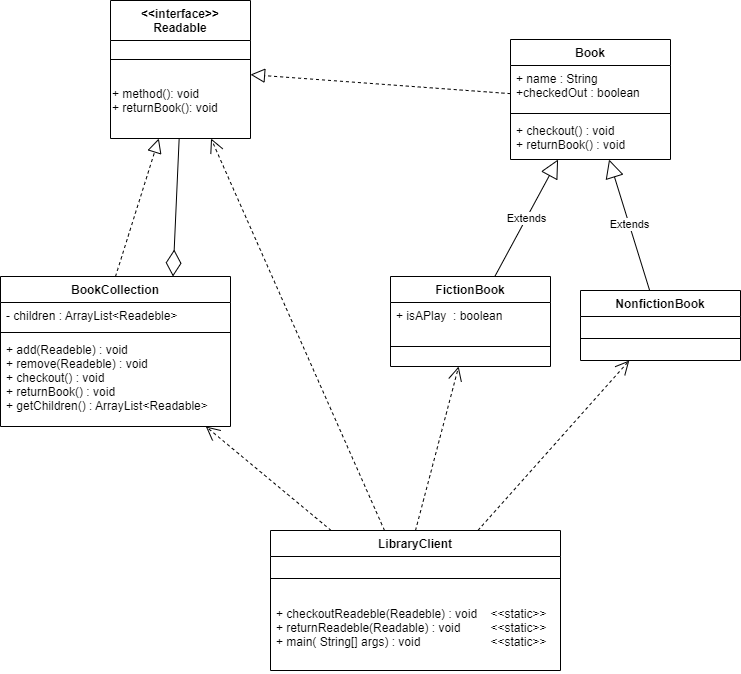 <<interface>>
Readable
+ method(): void
+ returnBook(): void
Book
+ name : String
+checkedOut : boolean
+ checkout() : void
+ returnBook() : void
Extends
Extends
BookCollection
- children : ArrayList<Readeble>
+ add(Readeble) : void
+ remove(Readeble) : void
+ checkout() : void
+ returnBook() : void
+ getChildren() : ArrayList<Readable>
FictionBook
+ isAPlay : boolean
NonfictionBook
LibraryClient
+ checkoutReadeble(Readeble) : void <<static>>
+ returnReadeble(Readable) : void <<static>>
+ main( String[] args) : void <<static>>